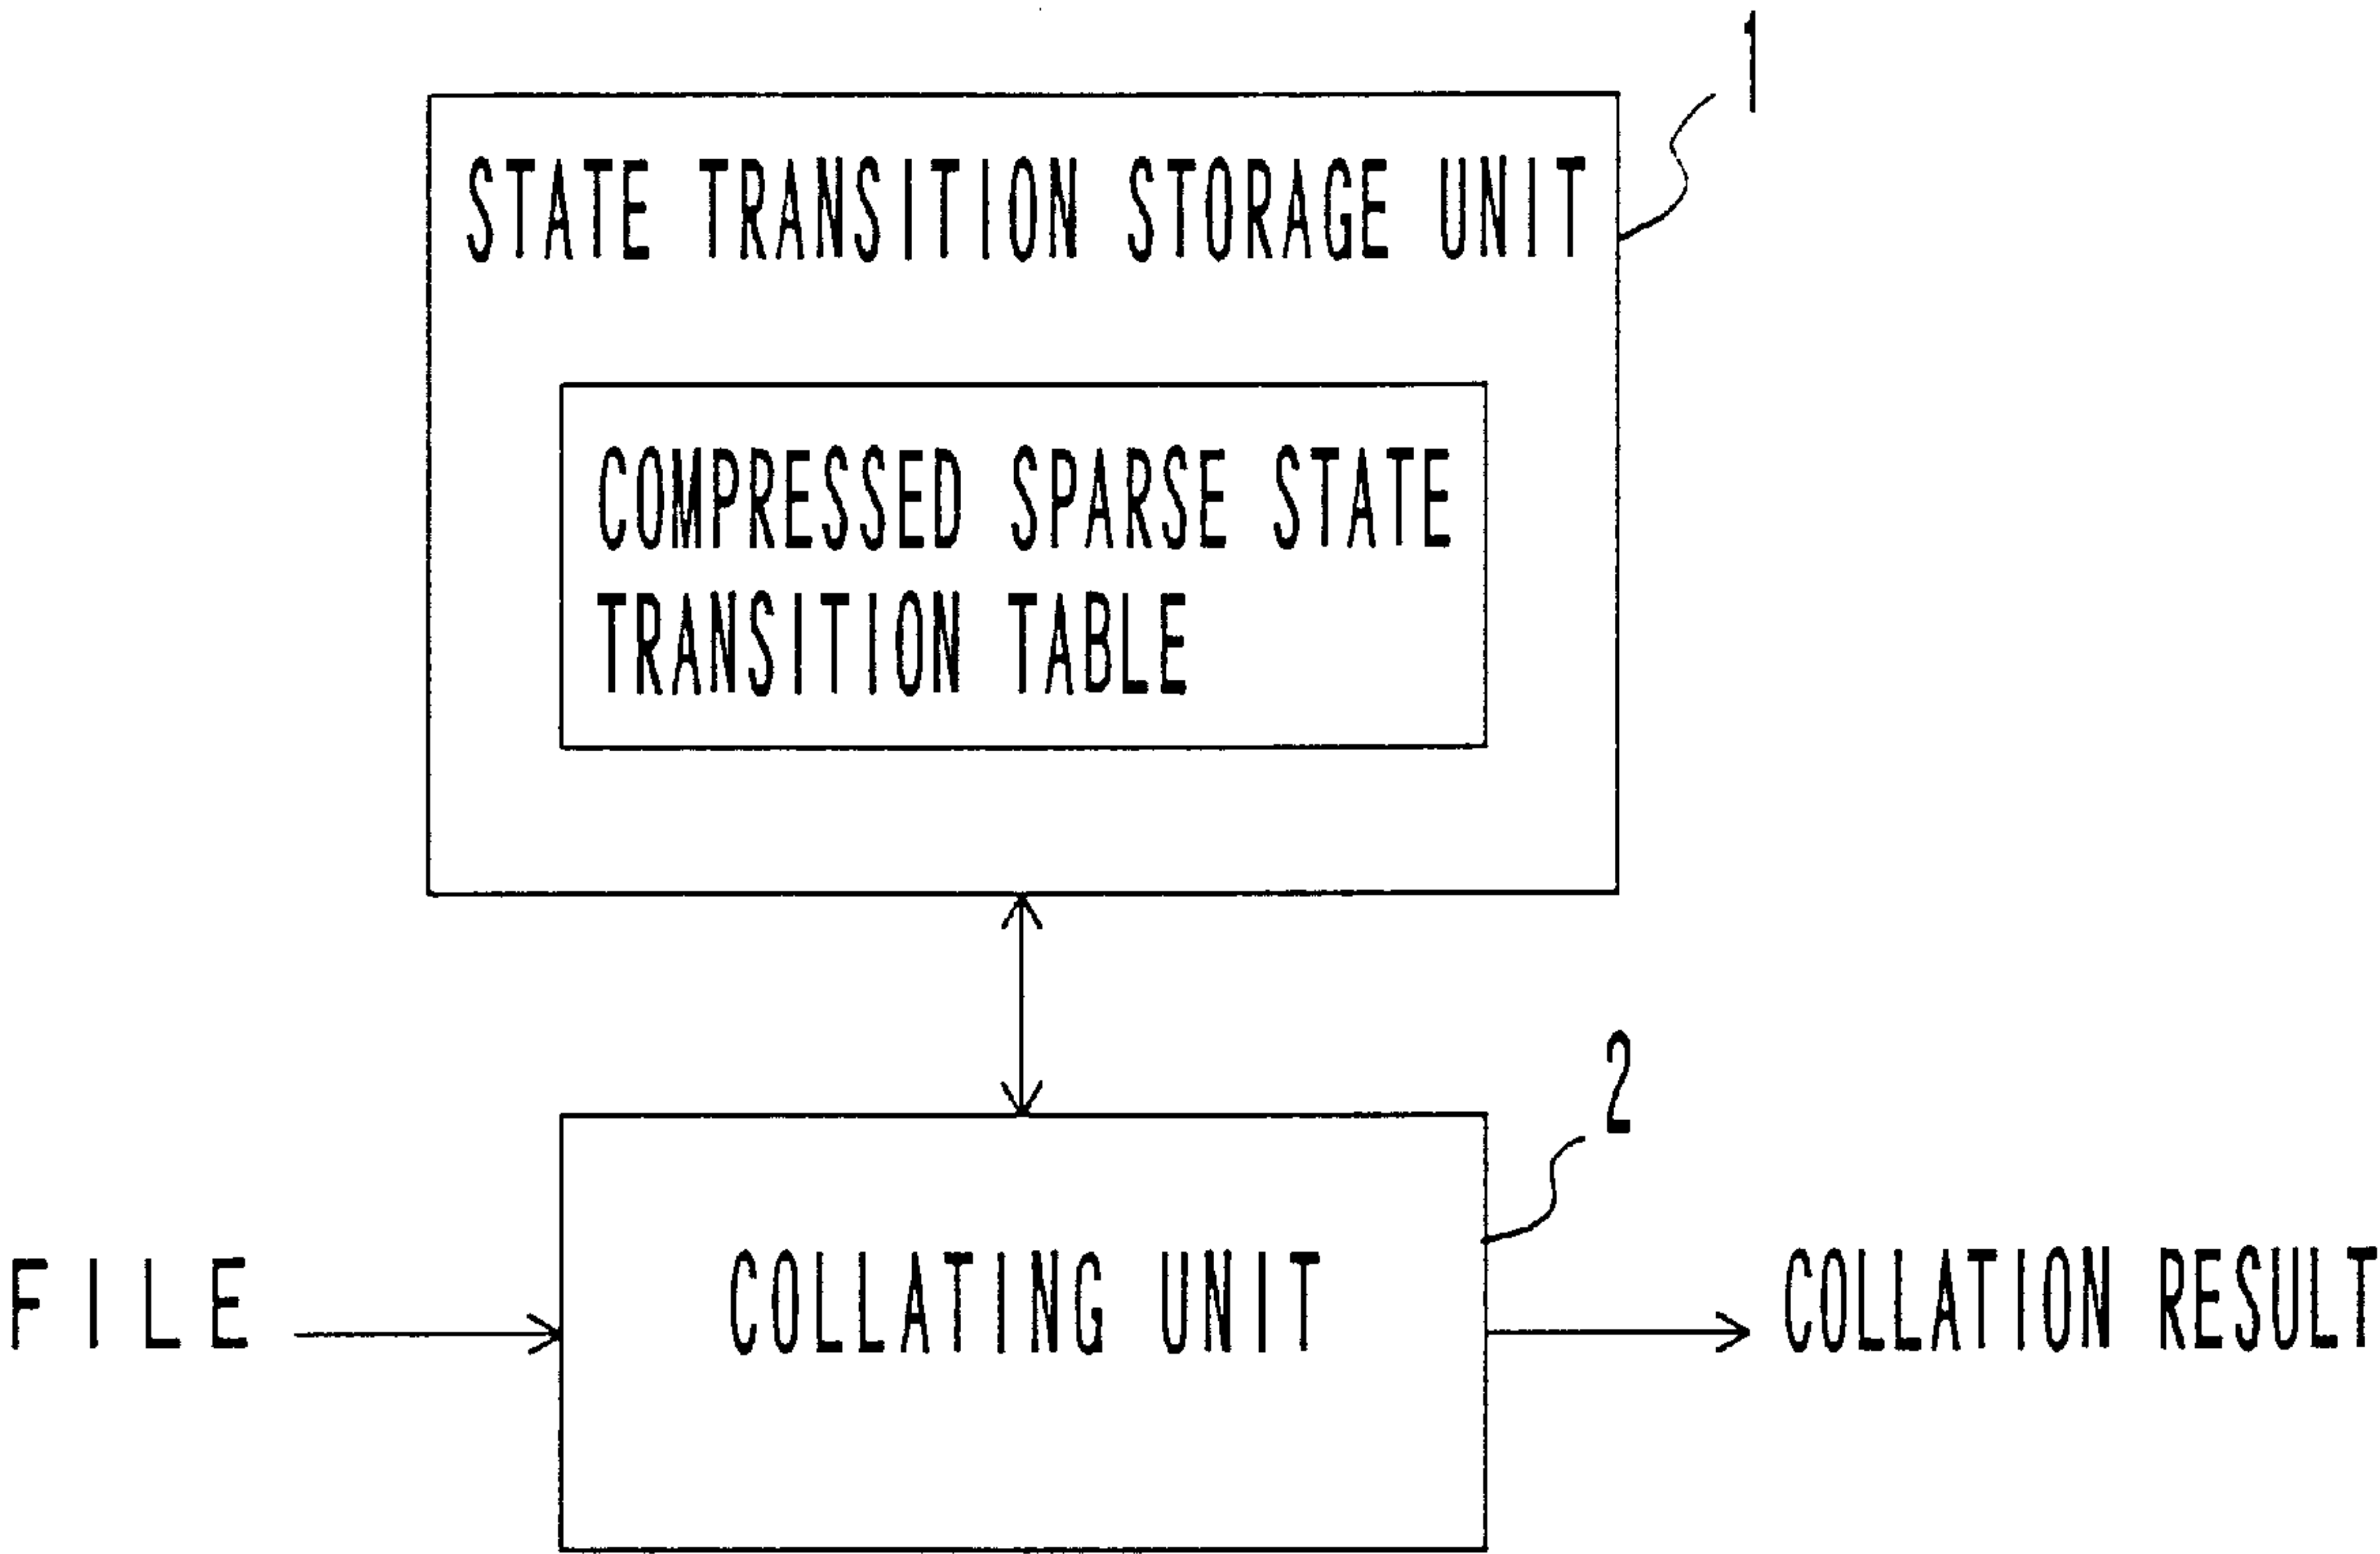 1
STATE TRANSITION STORAGE UNIT
COMPRESSED SPARSE STATE
TRANSITION TABLE
2
FILE
COLLATING UNIT
COLLATION RESULT